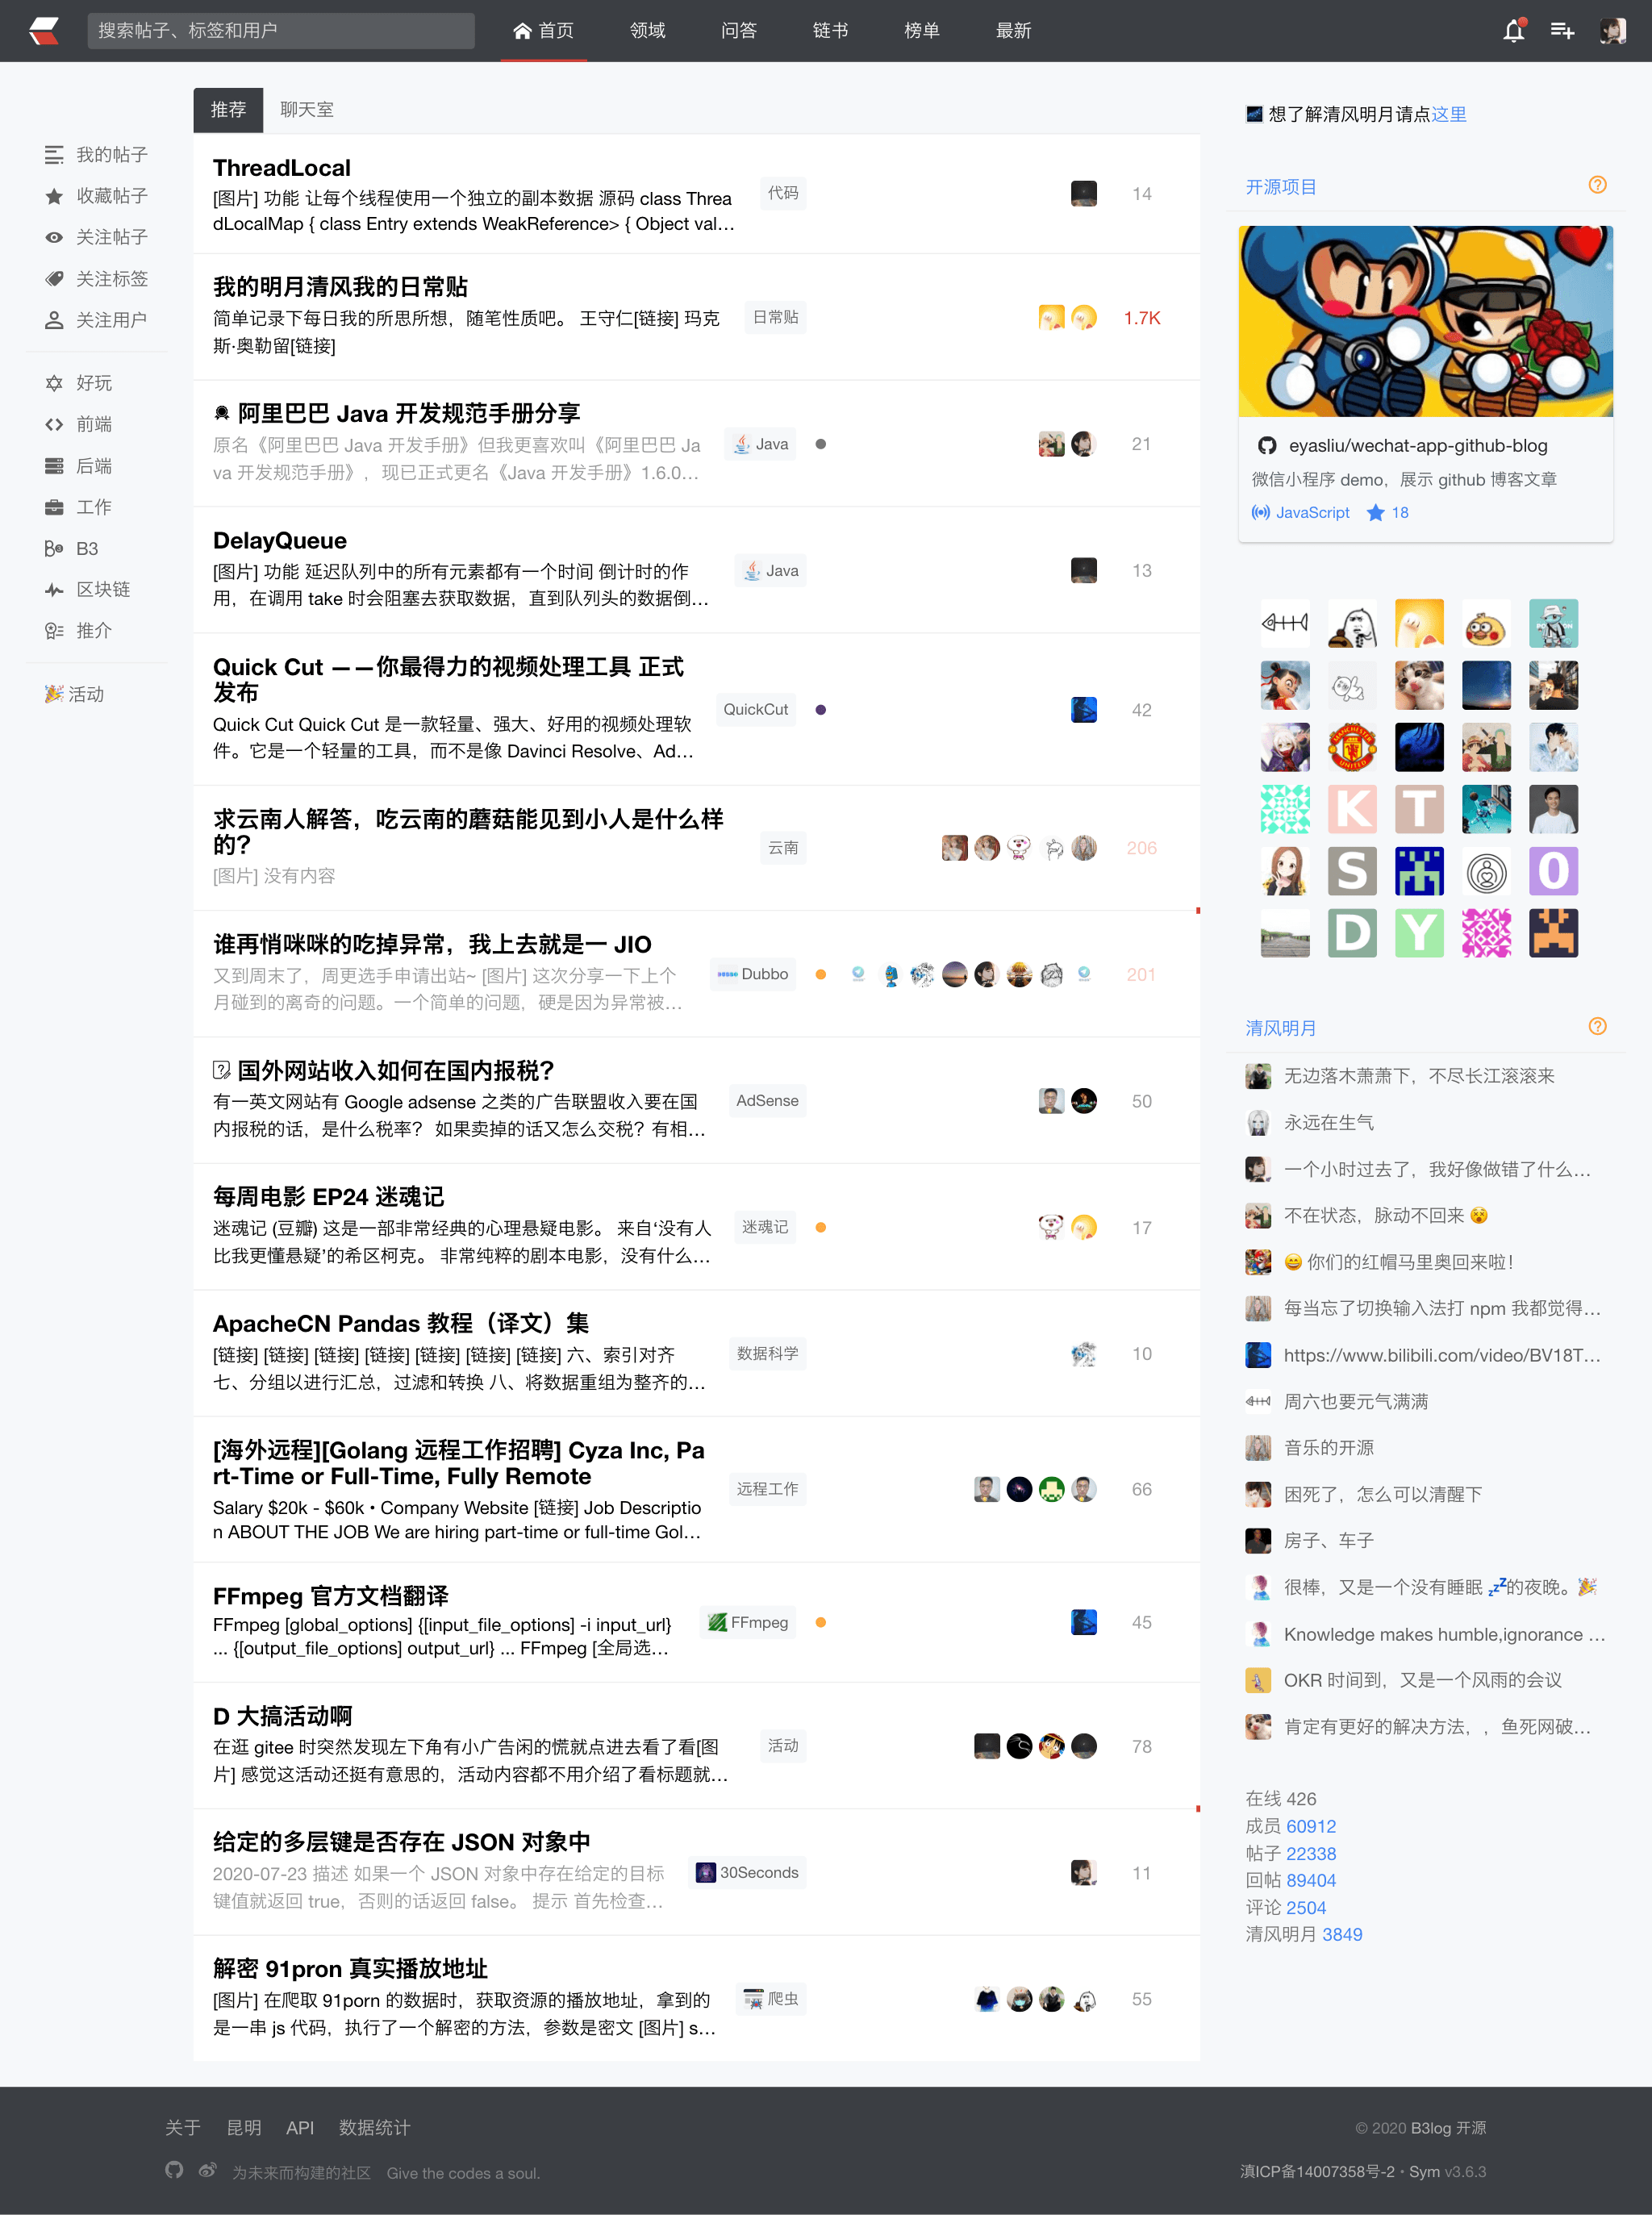 搜索帖子、标签和用户
首页
领域
问答
链书
榜单
最新
我的帖子
收藏帖子
关注帖子
关注标签
关注用户
好玩
前端
后端
工作
B3
区块链
推介
活动
推荐
聊天室
ThreadLocal
[图片] 功能 让每个线程使用一个独立的副本数据 源码 class Threa
dLocalMap { class Entry extends WeakReference> { Object val…
代码
14
我的明月清风我的日常贴
简单记录下每日我的所思所想，随笔性质吧。 王守仁[链接] 玛克
斯·奥勒留[链接]
日常贴
1.7K
阿里巴巴 Java 开发规范手册分享
原名《阿里巴巴 Java 开发手册》但我更喜欢叫《阿里巴巴 Ja
va 开发规范手册》，现已正式更名《Java 开发手册》1.6.0…
Java
21
DelayQueue
[图片] 功能 延迟队列中的所有元素都有一个时间 倒计时的作
用，在调用 take 时会阻塞去获取数据，直到队列头的数据倒…
Java
13
Quick Cut ——你最得力的视频处理工具 正式
发布
Quick Cut Quick Cut 是一款轻量、强大、好用的视频处理软
件。它是一个轻量的工具，而不是像 Davinci Resolve、Ad…
QuickCut
42
求云南人解答，吃云南的蘑菇能见到小人是什么样
的？
[图片] 没有内容
云南
206
谁再悄咪咪的吃掉异常，我上去就是一 JIO
又到周末了，周更选手申请出站~ [图片] 这次分享一下上个
月碰到的离奇的问题。一个简单的问题，硬是因为异常被…
Dubbo
201
国外网站收入如何在国内报税？
有一英文网站有 Google adsense 之类的广告联盟收入要在国
内报税的话，是什么税率？ 如果卖掉的话又怎么交税？有相…
AdSense
50
每周电影 EP24 迷魂记
迷魂记 (豆瓣) 这是一部非常经典的心理悬疑电影。 来自‘没有人
比我更懂悬疑’的希区柯克。 非常纯粹的剧本电影，没有什么…
迷魂记
17
ApacheCN Pandas 教程（译文）集
[链接] [链接] [链接] [链接] [链接] [链接] [链接] 六、索引对齐
七、分组以进行汇总，过滤和转换 八、将数据重组为整齐的…
数据科学
10
[海外远程][Golang 远程工作招聘] Cyza Inc, Pa
rt-Time or Full-Time, Fully Remote
Salary $20k - $60k • Company Website [链接] Job Descriptio
n ABOUT THE JOB We are hiring part-time or full-time Gol…
远程工作
66
FFmpeg 官方文档翻译
FFmpeg [global_options] {[input_file_options] -i input_url}
... {[output_file_options] output_url} ... FFmpeg [全局选…
FFmpeg
45
D 大搞活动啊
在逛 gitee 时突然发现左下角有小广告闲的慌就点进去看了看[图
片] 感觉这活动还挺有意思的，活动内容都不用介绍了看标题就…
活动
78
给定的多层键是否存在 JSON 对象中
2020-07-23 描述 如果一个 JSON 对象中存在给定的目标
键值就返回 true，否则的话返回 false。 提示 首先检查…
30Seconds
11
解密 91pron 真实播放地址
[图片] 在爬取 91porn 的数据时，获取资源的播放地址，拿到的
是一串 js 代码，执行了一个解密的方法，参数是密文 [图片] s…
爬虫
55
想了解清风明月请点这里
开源项目
eyasliu/wechat-app-github-blog
微信小程序 demo，展示 github 博客文章
JavaScript 18
MANCHESTER
UNITED
K T
S O
D Y
清风明月
无边落木萧萧下，不尽长江滚滚来
永远在生气
一个小时过去了，我好像做错了什么…
不在状态，脉动不回来 😵
😄 你们的红帽马里奥回来啦！
每当忘了切换输入法打 npm 我都觉得…
https://www.bilibili.com/video/BV18T…
周六也要元气满满
音乐的开源
困死了，怎么可以清醒下
房子、车子
很棒，又是一个没有睡眠 💤的夜晚。🎉
Knowledge makes humble,ignorance …
OKR 时间到，又是一个风雨的会议
肯定有更好的解决方法，，鱼死网破…
在线 426
成员 60912
帖子 22338
回帖 89404
评论 2504
清风明月 3849
关于 昆明 API 数据统计
为未来而构建的社区 Give the codes a soul.
© 2020 B3log 开源
滇ICP备14007358号-2 • Sym v3.6.3